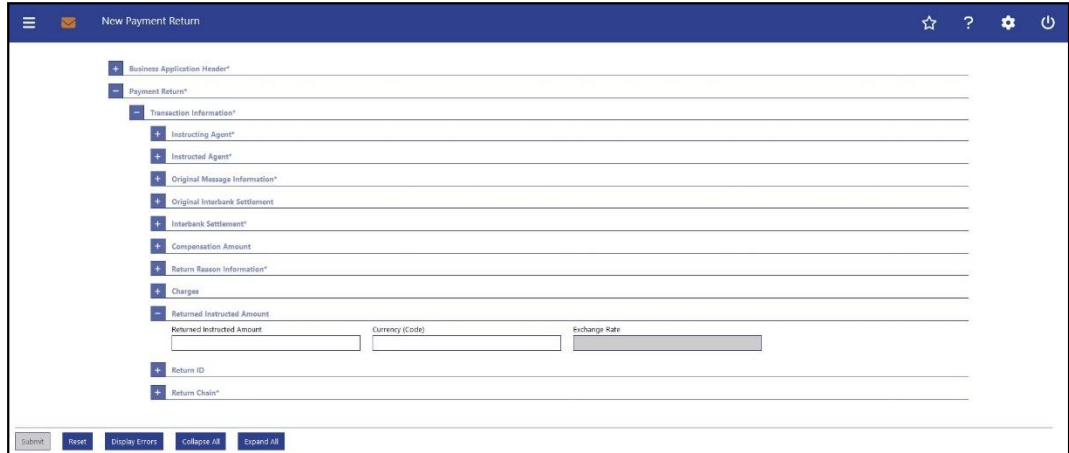 New Payment Return
?
+ Business Application Header*
- Payment Return*
- Transaction Information*
+ Instructing Agent*
+ Instructed Agent*
+ Original Message Information*
+ Original Interbank Settlement
+ Interbank Settlement*
+ Compensation Amount
+ Return Reason Information*
+ Charges
- Returned Instructed Amount
Returned Instructed Amount Currency (Code) Exchange Rate
+ Return ID
+ Return Chain*
Submit Reset Display Errors Collapse All Expand All